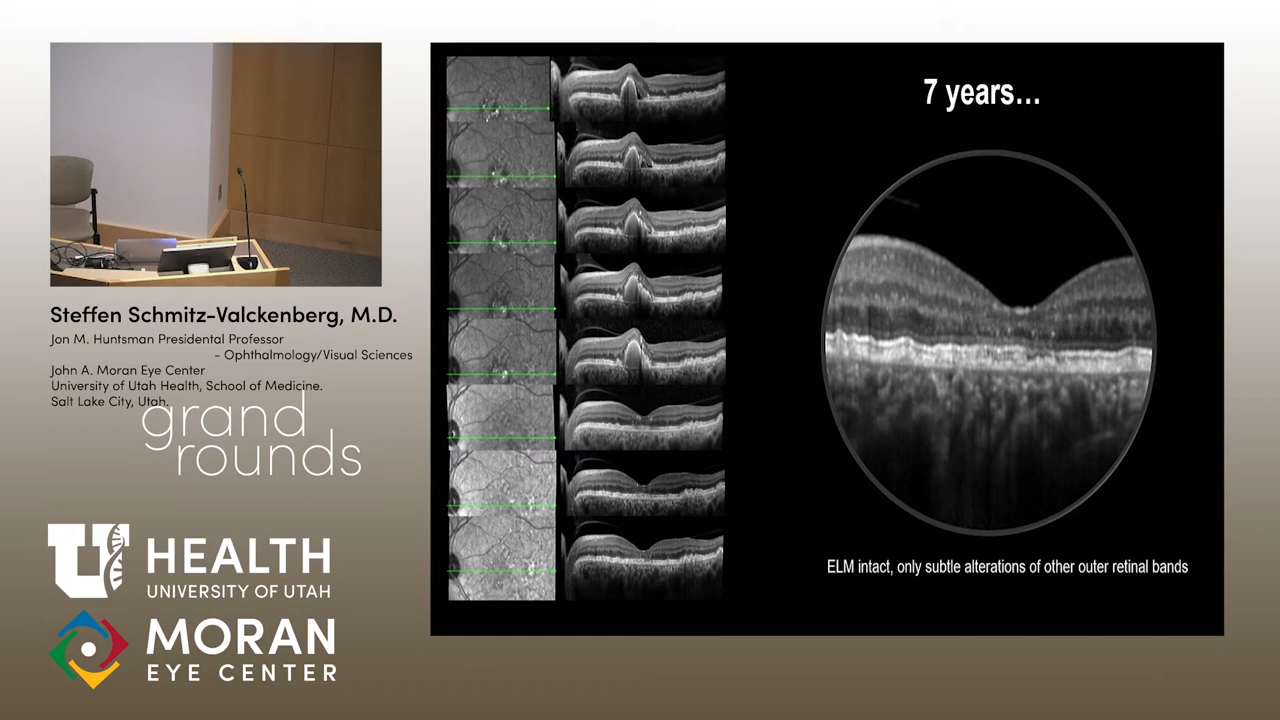 7 years...
ELM intact, only subtle alterations of other outer retinal bands
Steffen Schmitz-Valckenberg, M.D.
Jon M. Huntsman Presidential Professor
- Ophthalmology/Visual Sciences
John A. Moran Eye Center
University of Utah Health, School of Medicine.
Salt Lake City, Utah.
grand
rounds
U HEALTH
UNIVERSITY OF UTAH
MORAN
EYE CENTER